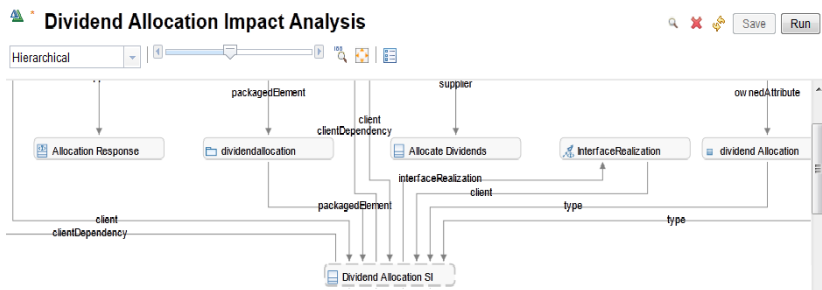 Dividend Allocation Impact Analysis
Save
Run
Hierarchical
packagedElement
supplier
ownedAttribute
client
clientDependency
Allocation Response
dividendallocation
Allocate Dividends
InterfaceRealization
dividend Allocation
interfaceRealization
client
packagedElement
type
client
type
clientDependency
Dividend Allocation SI